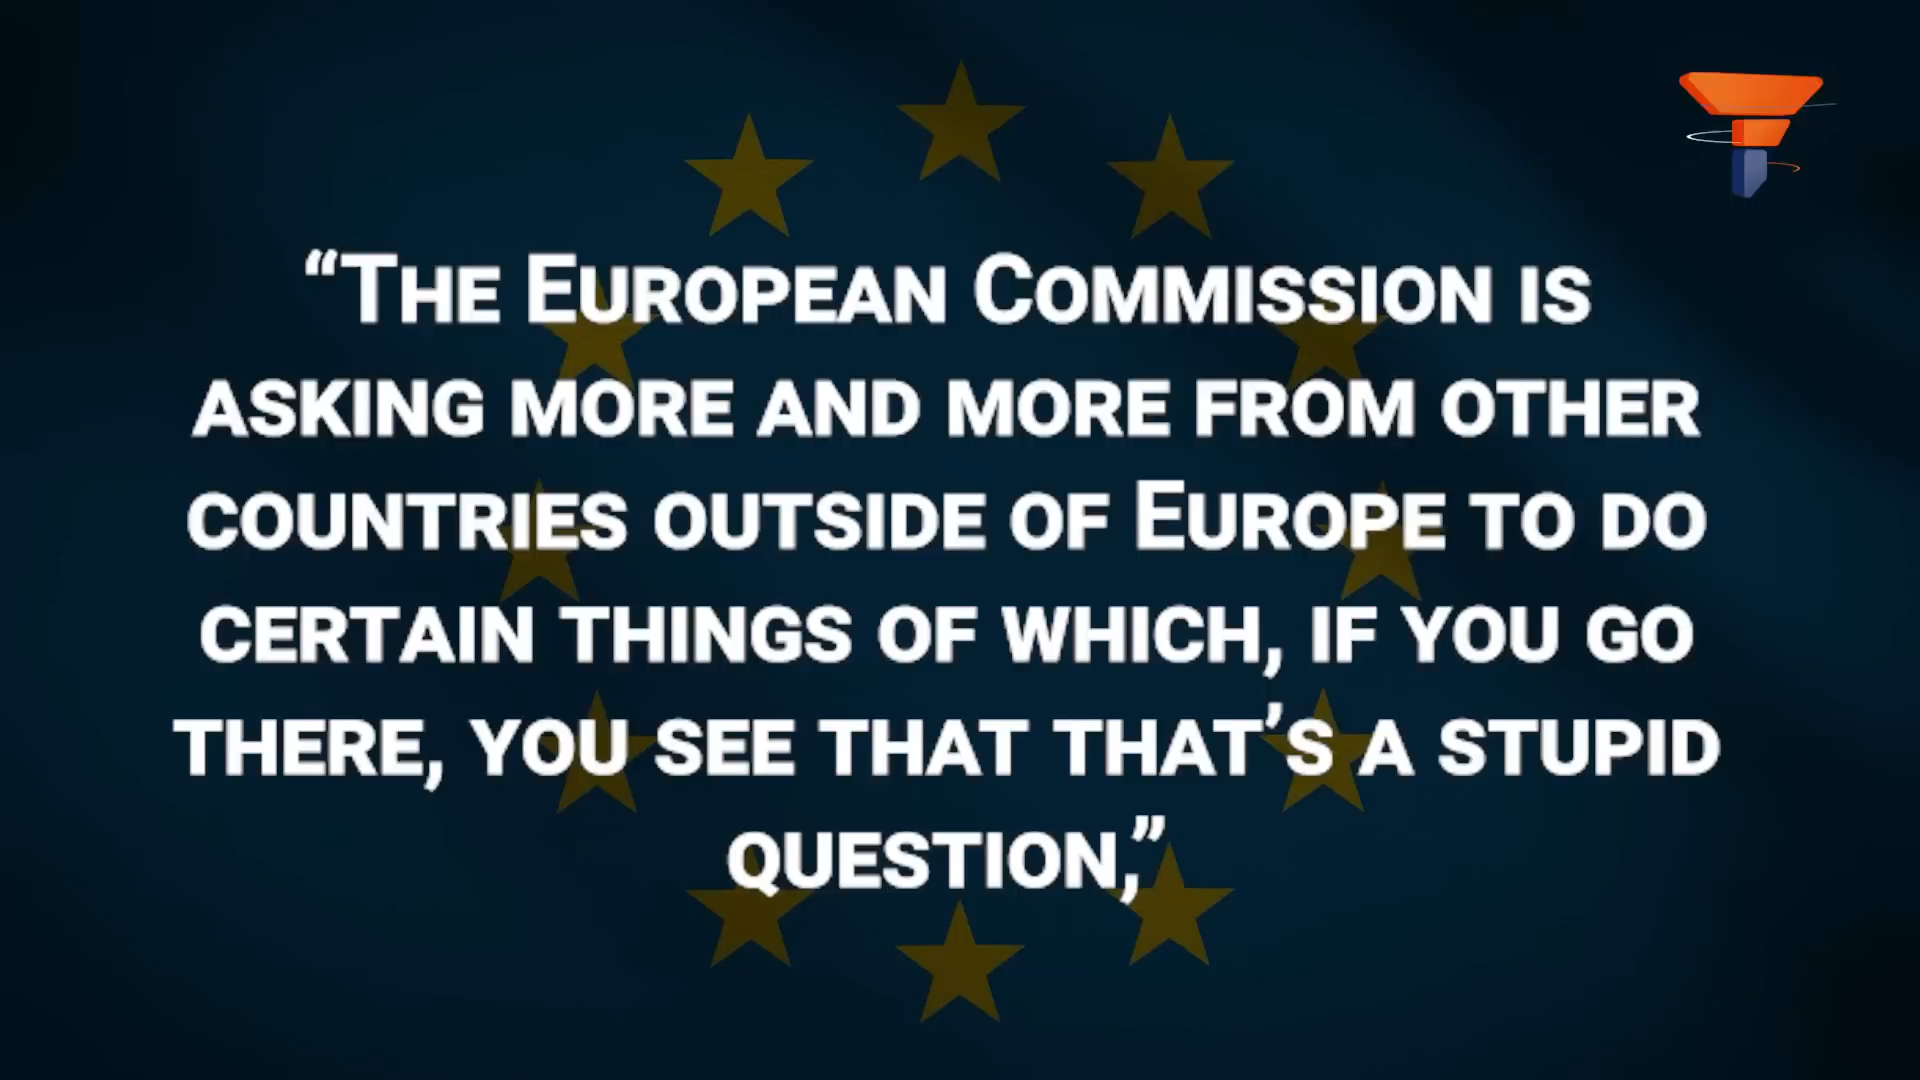 “The European Commission is
asking more and more from other
countries outside of Europe to do
certain things of which, if you go
there, you see that that’s a stupid
question,”